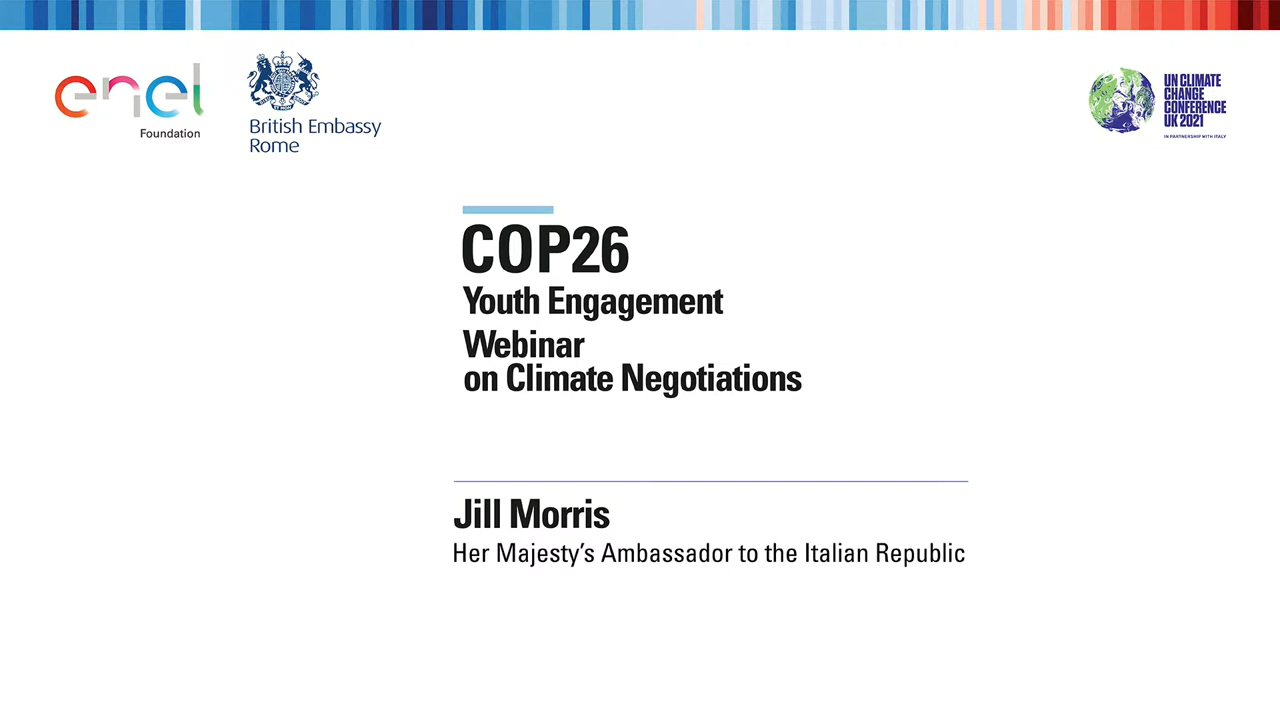 enel
Foundation
British Embassy
Rome
UN CLIMATE
CHANGE
CONFERENCE
UK 2021
IN PARTNERSHIP WITH ITALY
COP26
Youth Engagement
Webinar
on Climate Negotiations
Jill Morris
Her Majesty's Ambassador to the Italian Republic